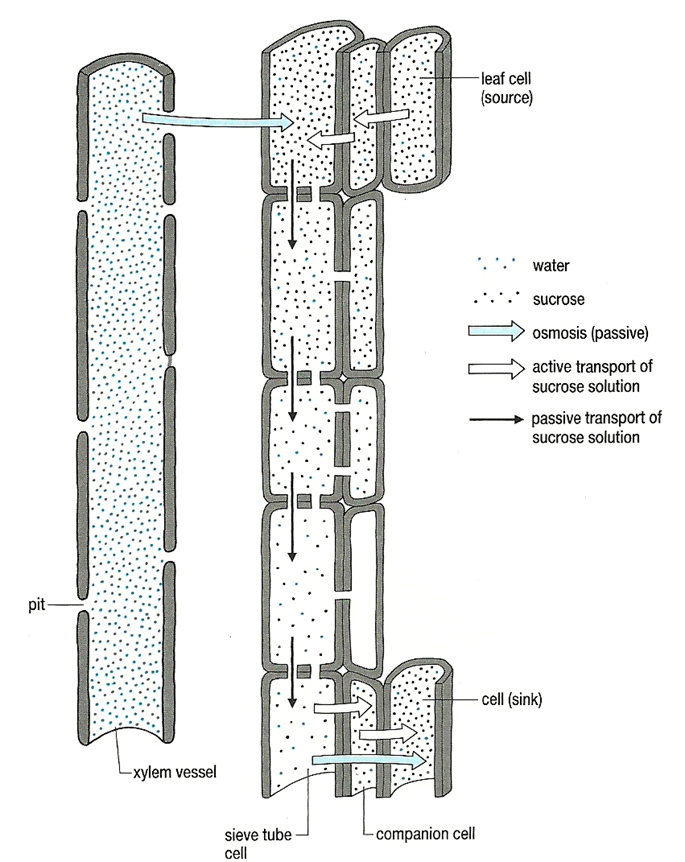 leaf cell
(source)
water
sucrose
osmosis (passive)
active transport of
sucrose solution
passive transport of
sucrose solution
pit
cell (sink)
xylem vessel
sieve tube
cell
companion cell